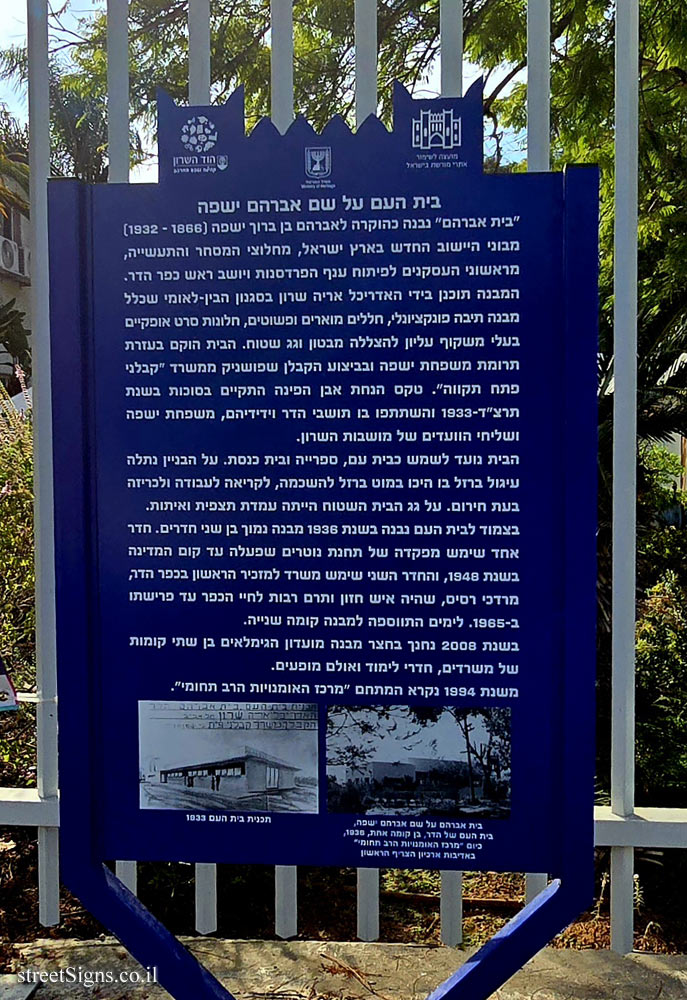 הוד השרון
Ministry of Heritage
מועצה לשימור
אתרי מורשת בישראל
בית העם על שם אברהם ישפה
"בית אברהם" נבנה כהוקרה לאברהם בן ברוך ישפה (1866 - 1932)
מבוני היישוב החדש בארץ ישראל, מחלוצי המסחר והתעשייה,
מראשוני העסקנים לפיתוח ענף הפרדסנות ויושב ראש כפר הדר.
המבנה תוכנן בידי האדריכל אריה שרון בסגנון הבין-לאומי שכלל
מבנה תיבה פונקציונלי, חללים מוארים ופשוטים, חלונות סרט אופקיים
בעלי משקוף עליון להצללה מבטון וגג שטוח. הבית הוקם בעזרת
תרומת משפחת ישפה ובביצוע הקבלן שפושניק ממשרד "קבלני
פתח תקווה". טקס הנחת אבן הפינה התקיים בסוכות בשנת
תרצ"ד-1933 והשתתפו בו תושבי הדר וידידיהם, משפחת ישפה
ושליחי הוועדים של מושבות השרון.
הבית נועד לשמש כבית עם, ספרייה ובית כנסת. על הבניין נתלה
עיגול ברזל בו היכו במוט ברזל להשכמה, לקריאה לעבודה ולכריזה
בעת חירום. על גג הבית השטוח הייתה עמדת תצפית ואיתות.
בצמוד לבית העם נבנה בשנת 1936 מבנה נמוך בן שני חדרים. חדר
אחד שימש מפקדה של תחנת נוטרים שפעלה עד קום המדינה
בשנת 1948, והחדר השני שימש משרד למזכיר הראשון בכפר הדר,
מרדכי רסיס, שהיה איש חזון ותרם רבות לחיי הכפר עד פרישתו
ב-1965. לימים התווספה למבנה קומה שנייה.
בשנת 2008 נחנך בחצר מבנה מועדון הגימלאים בן שתי קומות
של משרדים, חדרי לימוד ואולם מופעים.
משנת 1994 נקרא המתחם "מרכז האומנויות הרב תחומי".
תכנית בית העם 1933
בית אברהם על שם אברהם ישפה,
בית העם של הדר, בן קומה אחת, 1936,
כיום "מרכז האומנויות הרב תחומי"
באדיבות ארכיון הצריף הראשון
streetSigns.co.il